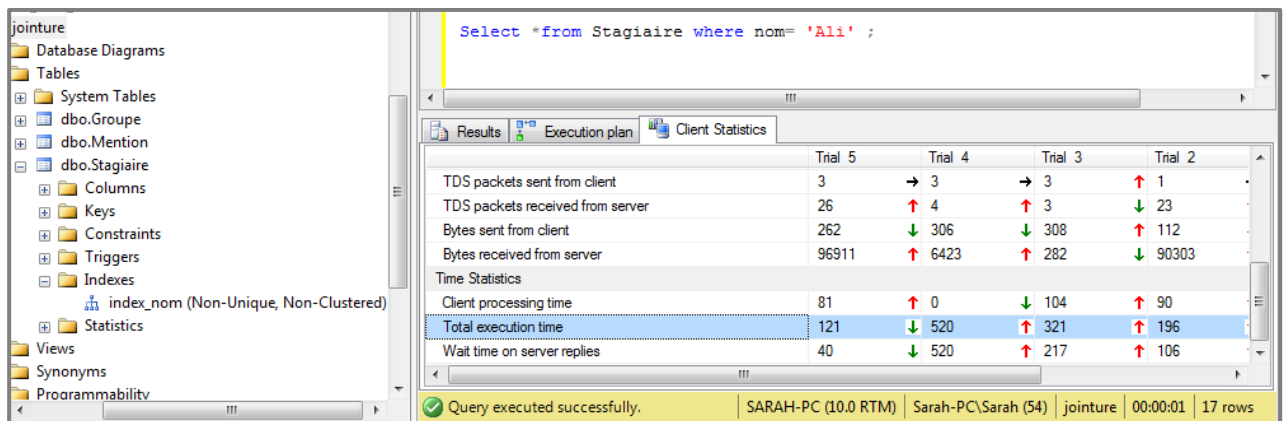 jointure
Database Diagrams
Tables
System Tables
dbo.Groupe
dbo.Mention
dbo.Stagiaire
Columns
Keys
Constraints
Triggers
Indexes
index_nom (Non-Unique, Non-Clustered)
Statistics
Views
Synonyms
Programmability
Select *from Stagiaire where nom= 'Ali' ;
Results Execution plan Client Statistics
Trial 5 Trial 4 Trial 3 Trial 2
TDS packets sent from client 3 → 3 → 3 ↑ 1
TDS packets received from server 26 ↑ 4 ↑ 3 ↓ 23
Bytes sent from client 262 ↓ 306 ↓ 308 ↑ 112
Bytes received from server 96911 ↑ 6423 ↑ 282 ↓ 90303
Time Statistics
Client processing time 81 ↑ 0 ↓ 104 ↑ 90
Total execution time 121 ↓ 520 ↑ 321 ↑ 196
Wait time on server replies 40 ↓ 520 ↑ 217 ↑ 106
Query executed successfully. SARAH-PC (10.0 RTM) Sarah-PC\Sarah (54) jointure 00:00:01 17 rows